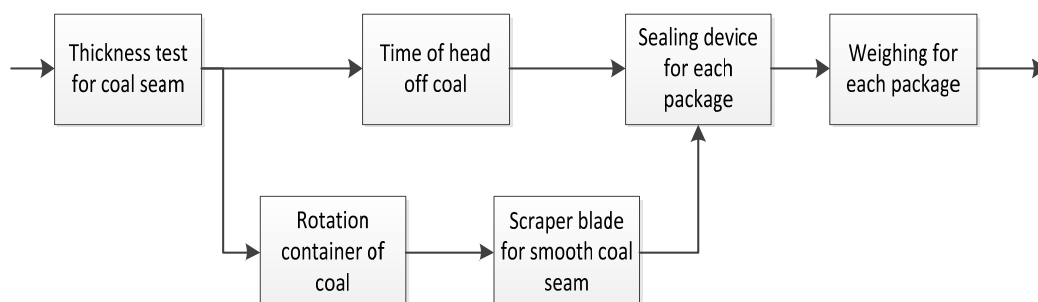 Thickness test
for coal seam
Time of head
off coal
Sealing device
for each
package
Weighing for
each package
Rotation
container of
coal
Scraper blade
for smooth coal
seam